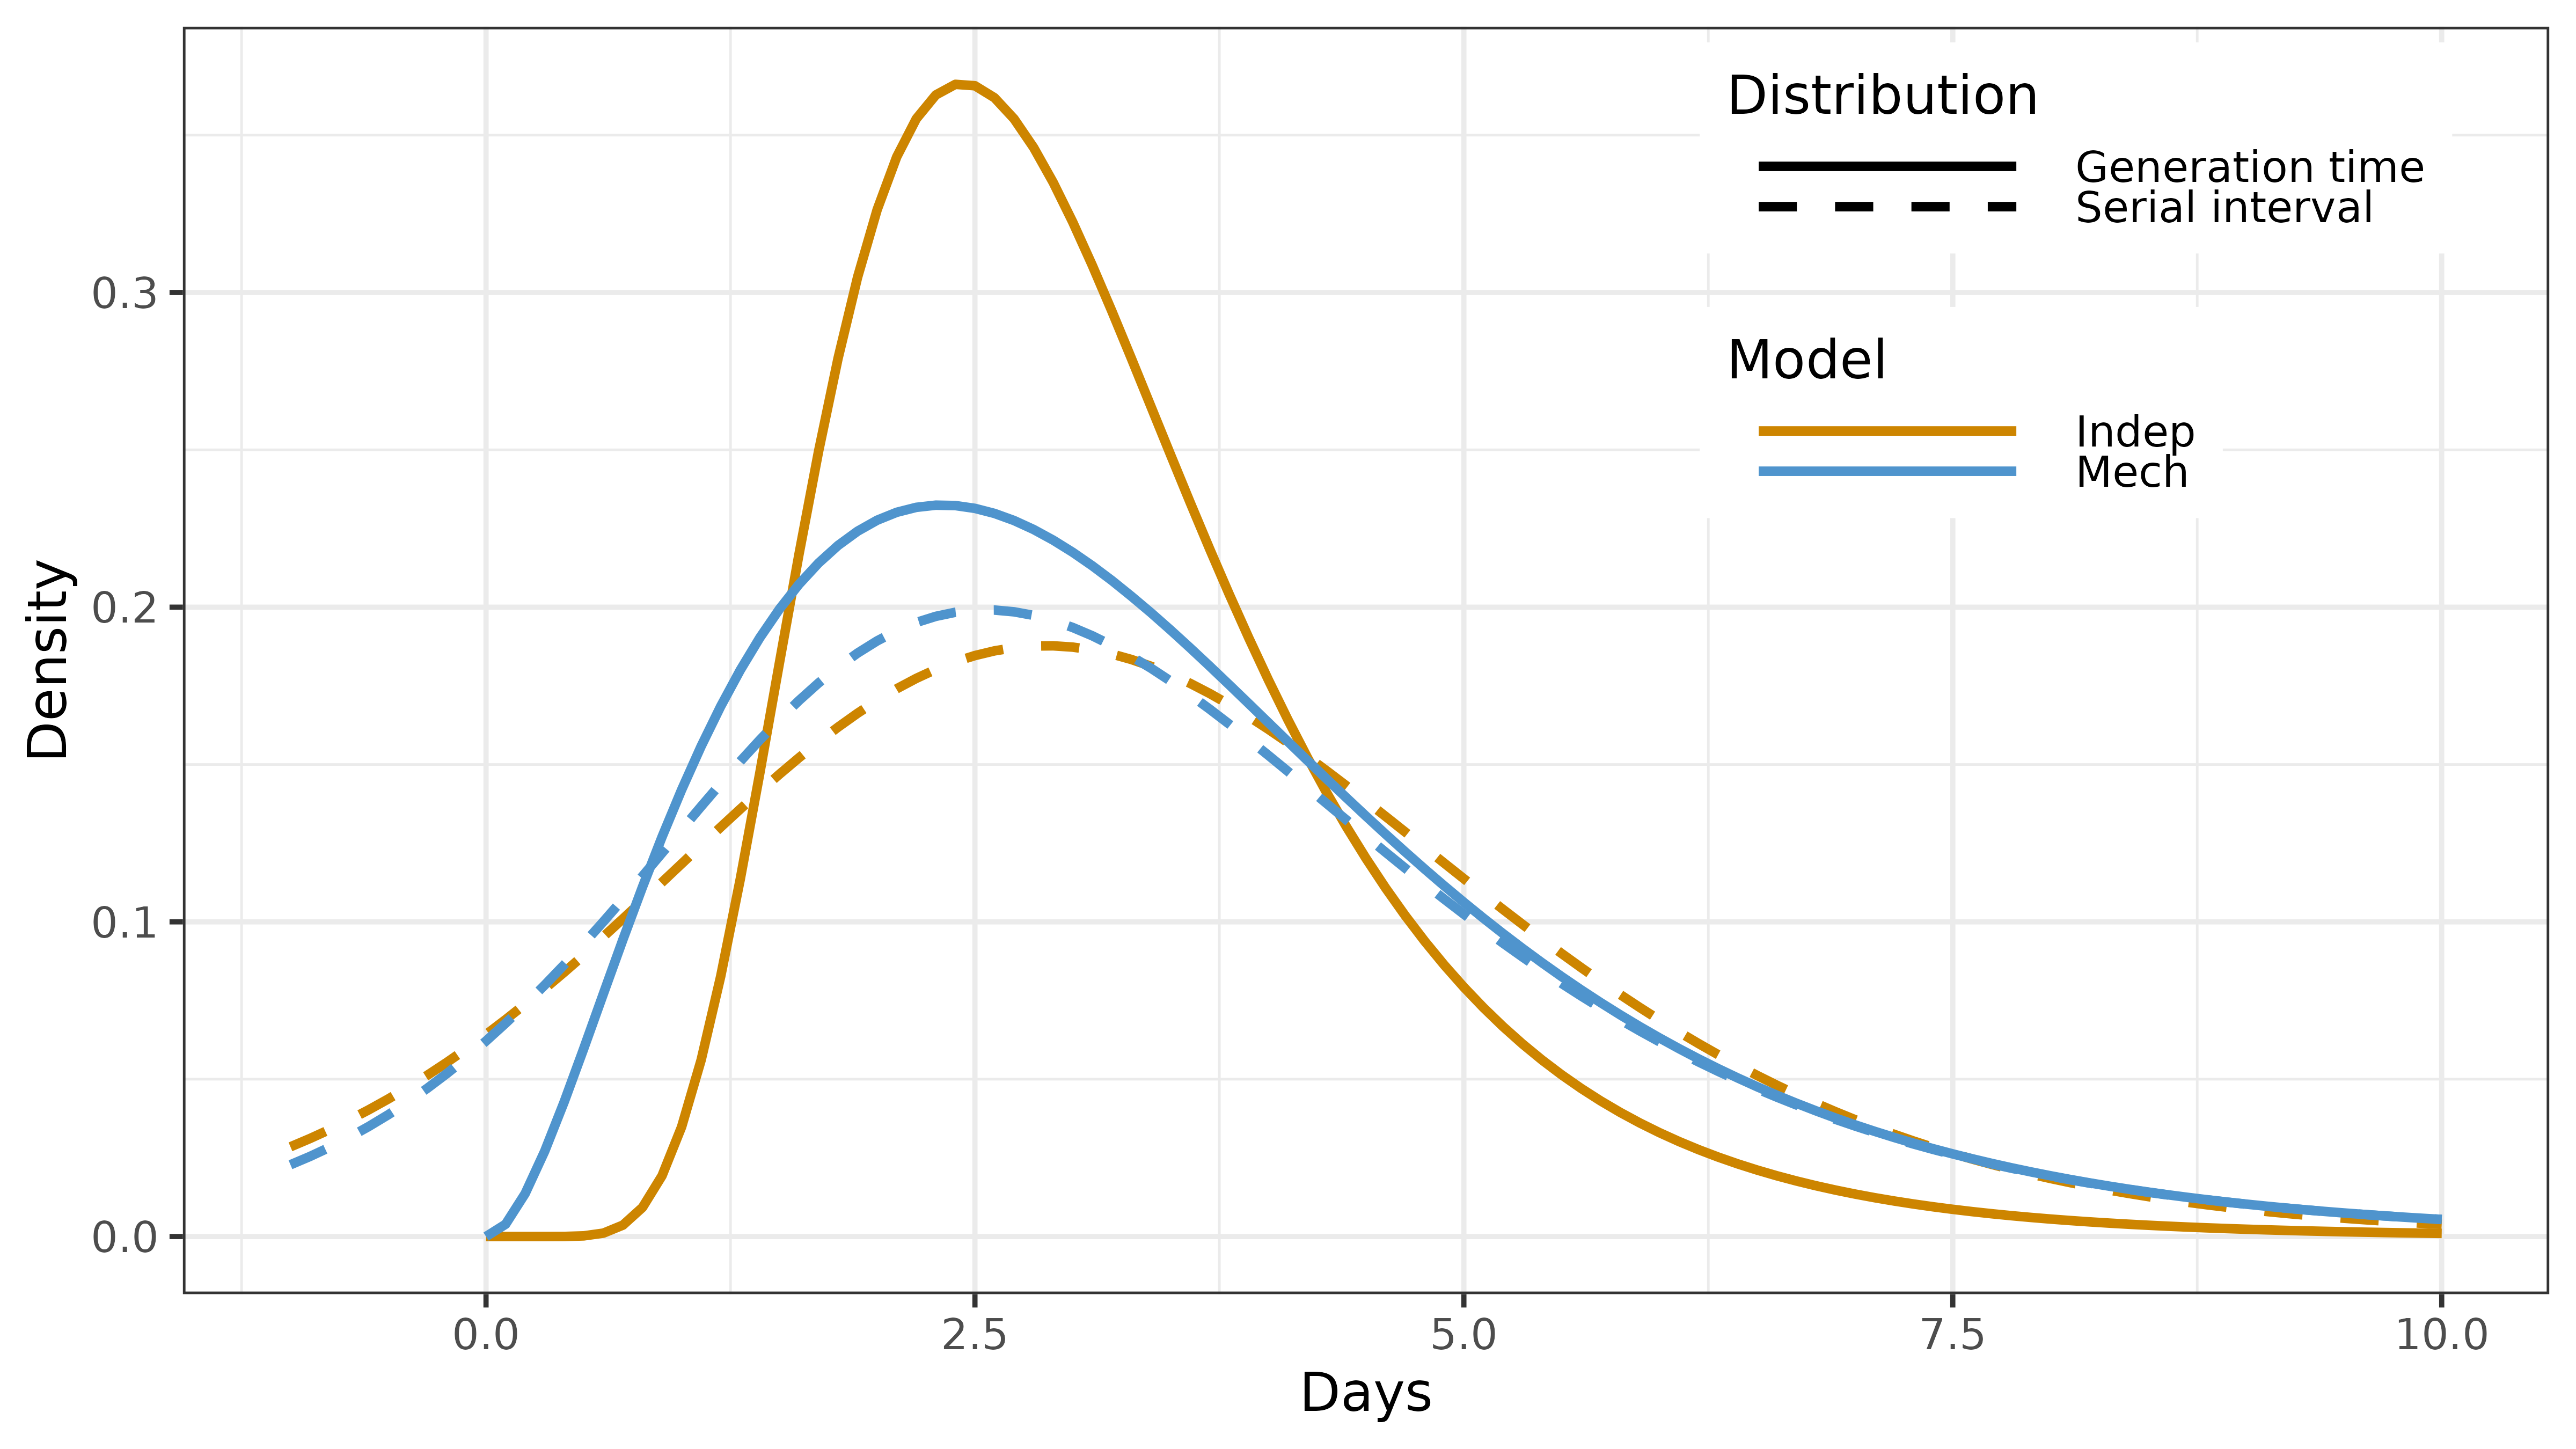 Distribution
Generation time
Serial interval
Model
Indep
Mech
Density
0.3
0.2
0.1
0.0
0.0 2.5 5.0 7.5 10.0
Days